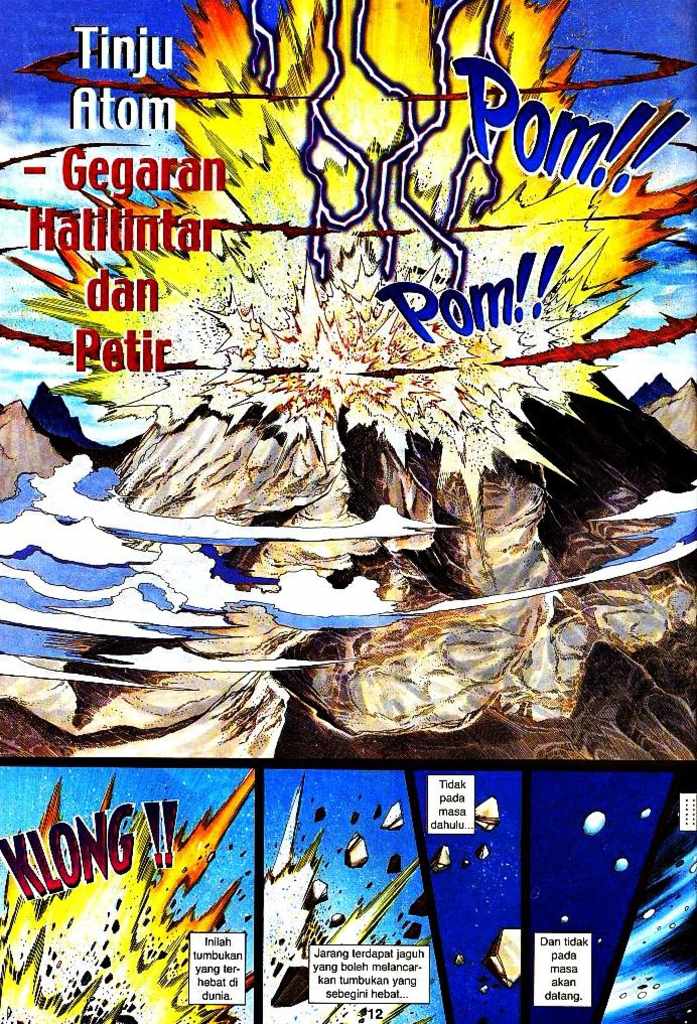 Tinju
Atom
- Gegaran
Halilintar
dan
Petir
Pom!!
Pom!!
KLONG!!
Inilah
tumbukan
yang ter-
hebat di
dunia.
Jarang terdapat jaguh
yang boleh melancar-
kan tumbukan yang
sebegini hebat...
Tidak
pada
masa
dahulu...
Dan tidak
pada
masa
akan
datang.
......
12